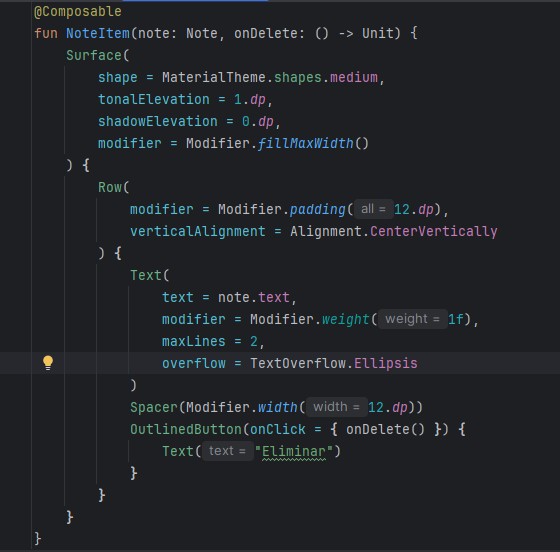 @Composable
fun NoteItem(note: Note, onDelete: () -> Unit) {
    Surface(
        shape = MaterialTheme.shapes.medium,
        tonalElevation = 1.dp,
        shadowElevation = 0.dp,
        modifier = Modifier.fillMaxWidth()
    ) {
        Row(
            modifier = Modifier.padding( all = 12.dp),
            verticalAlignment = Alignment.CenterVertically
        ) {
            Text(
                text = note.text,
                modifier = Modifier.weight( weight = 1f),
                maxLines = 2,
                overflow = TextOverflow.Ellipsis
            )
            Spacer(Modifier.width( width = 12.dp))
            OutlinedButton(onClick = { onDelete() }) {
                Text( text = "Eliminar")
            }
        }
    }
}